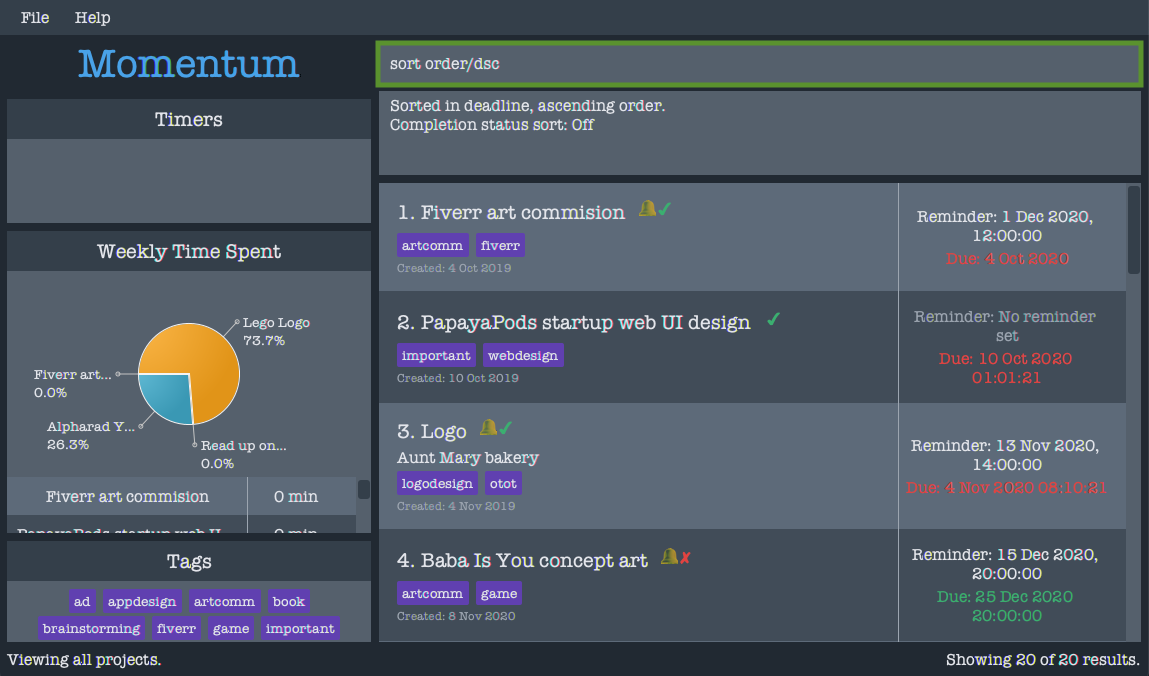 File Help
Momentum
sort order/dsc
Sorted in deadline, ascending order.
Completion status sort: Off
Timers
Weekly Time Spent
Lego Logo
73.7%
Fiverr art...
0.0%
Alpharad Y...
26.3%
Read up on...
0.0%
Fiverr art commision 0 min
PapayaPods startup web U... 0 min
Tags
ad appdesign artcomm book
brainstorming fiverr game important
1. Fiverr art commision
artcomm fiverr
Created: 4 Oct 2019
Reminder: 1 Dec 2020,
12:00:00
Due: 4 Oct 2020
2. PapayaPods startup web UI design
important webdesign
Created: 10 Oct 2019
Reminder: No reminder
set
Due: 10 Oct 2020
01:01:21
3. Logo
Aunt Mary bakery
logodesign otot
Created: 4 Nov 2019
Reminder: 13 Nov 2020,
14:00:00
Due: 4 Nov 2020 08:10:21
4. Baba Is You concept art
artcomm game
Created: 8 Nov 2020
Reminder: 15 Dec 2020,
20:00:00
Due: 25 Dec 2020
20:00:00
Viewing all projects.
Showing 20 of 20 results.